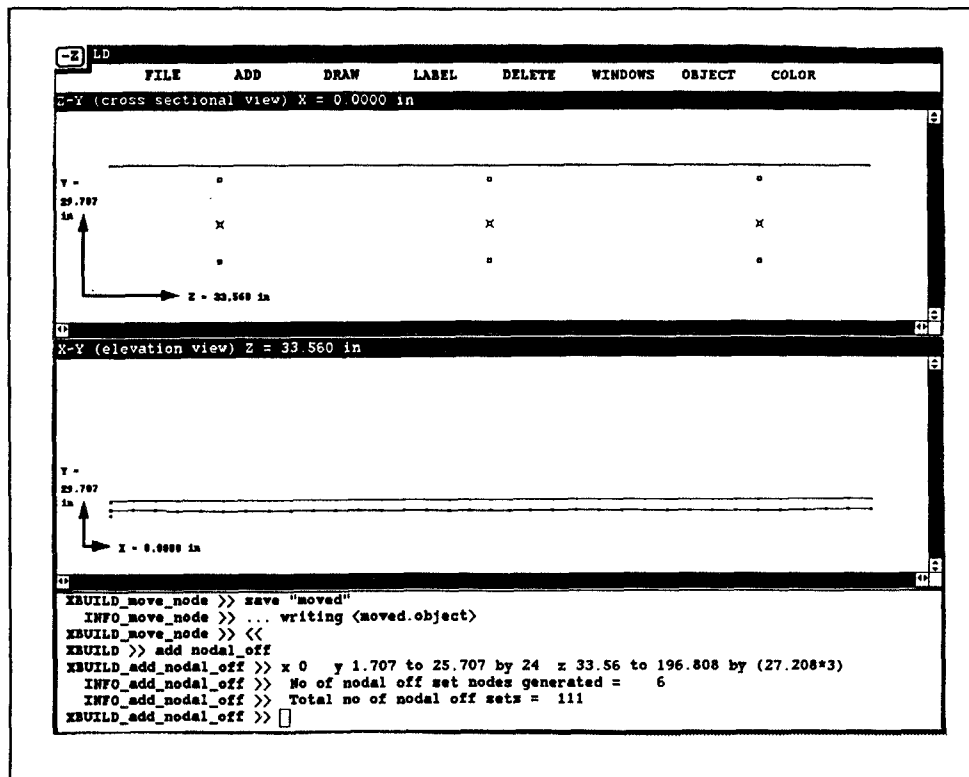 -Z LD
FILE ADD DRAW LABEL DELETE WINDOWS OBJECT COLOR
Z-Y (cross sectional view) X = 0.0000 in
Y =
29.707
in
Z = 33.560 in
X-Y (elevation view) Z = 33.560 in
Y =
29.707
in
X = 0.0000 in
XBUILD_move_node >> save "moved"
INFO_move_node >> ... writing <moved.object>
XBUILD_move_node >> <<
XBUILD >> add nodal_off
XBUILD_add_nodal_off >> x 0 y 1.707 to 25.707 by 24 z 33.56 to 196.808 by (27.208*3)
INFO_add_nodal_off >> No of nodal off set nodes generated = 6
INFO_add_nodal_off >> Total no of nodal off sets = 111
XBUILD_add_nodal_off >>